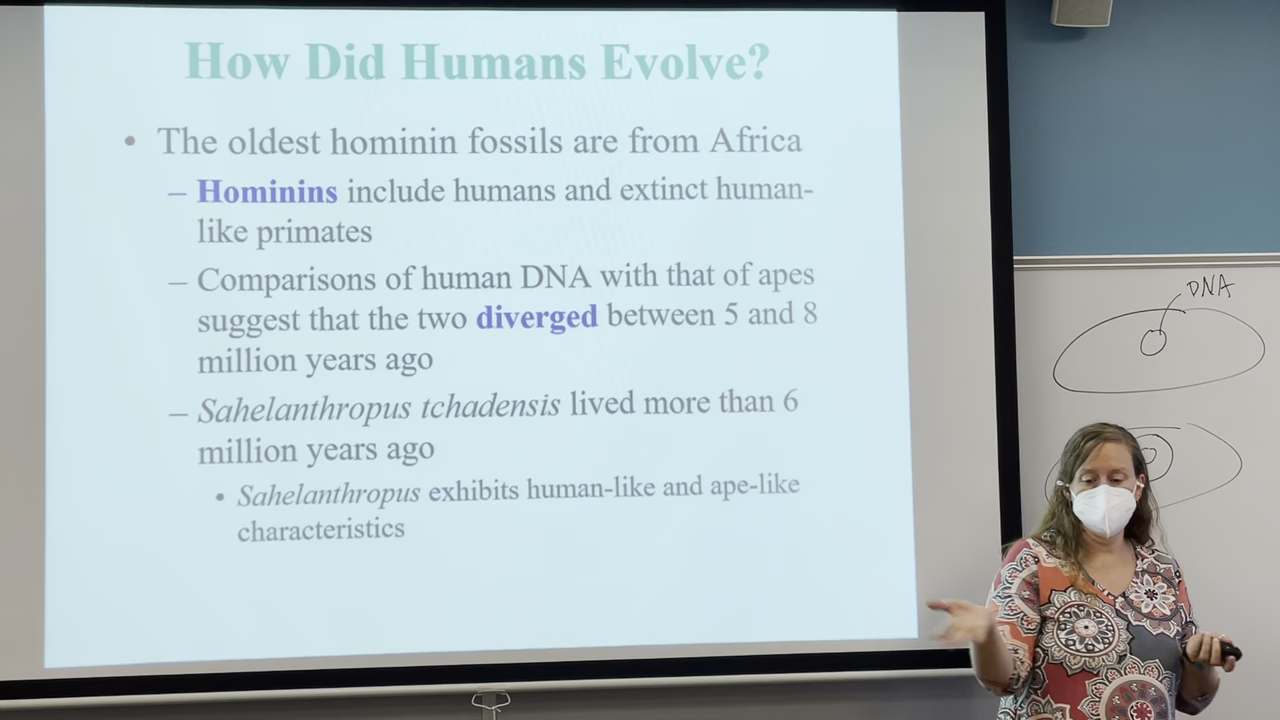 How Did Humans Evolve?
• The oldest hominin fossils are from Africa
– Hominins include humans and extinct human-
like primates
– Comparisons of human DNA with that of apes
suggest that the two diverged between 5 and 8
million years ago
– Sahelanthropus tchadensis lived more than 6
million years ago
• Sahelanthropus exhibits human-like and ape-like
characteristics
DNA